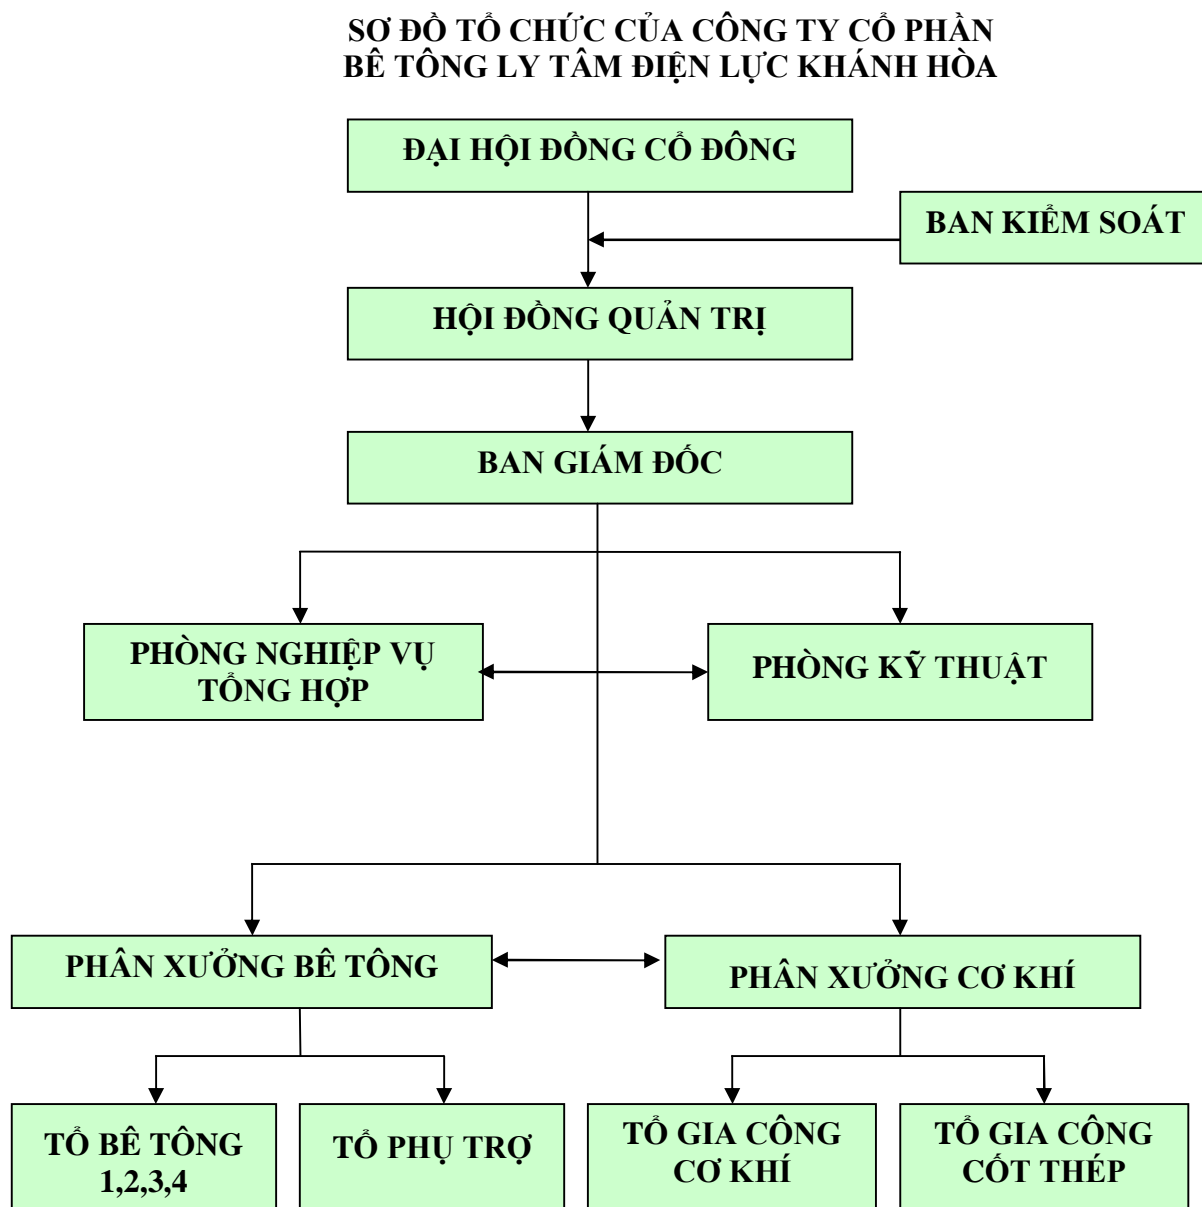 SƠ ĐỒ TỔ CHỨC CỦA CÔNG TY CỔ PHẦN
BÊ TÔNG LY TÂM ĐIỆN LỰC KHÁNH HÒA
ĐẠI HỘI ĐỒNG CỔ ĐÔNG
BAN KIỂM SOÁT
HỘI ĐỒNG QUẢN TRỊ
BAN GIÁM ĐỐC
PHÒNG NGHIỆP VỤ
TỔNG HỢP
PHÒNG KỸ THUẬT
PHÂN XƯỞNG BÊ TÔNG
PHÂN XƯỞNG CƠ KHÍ
TỔ BÊ TÔNG
1,2,3,4
TỔ PHỤ TRỢ
TỔ GIA CÔNG
CƠ KHÍ
TỔ GIA CÔNG
CỐT THÉP